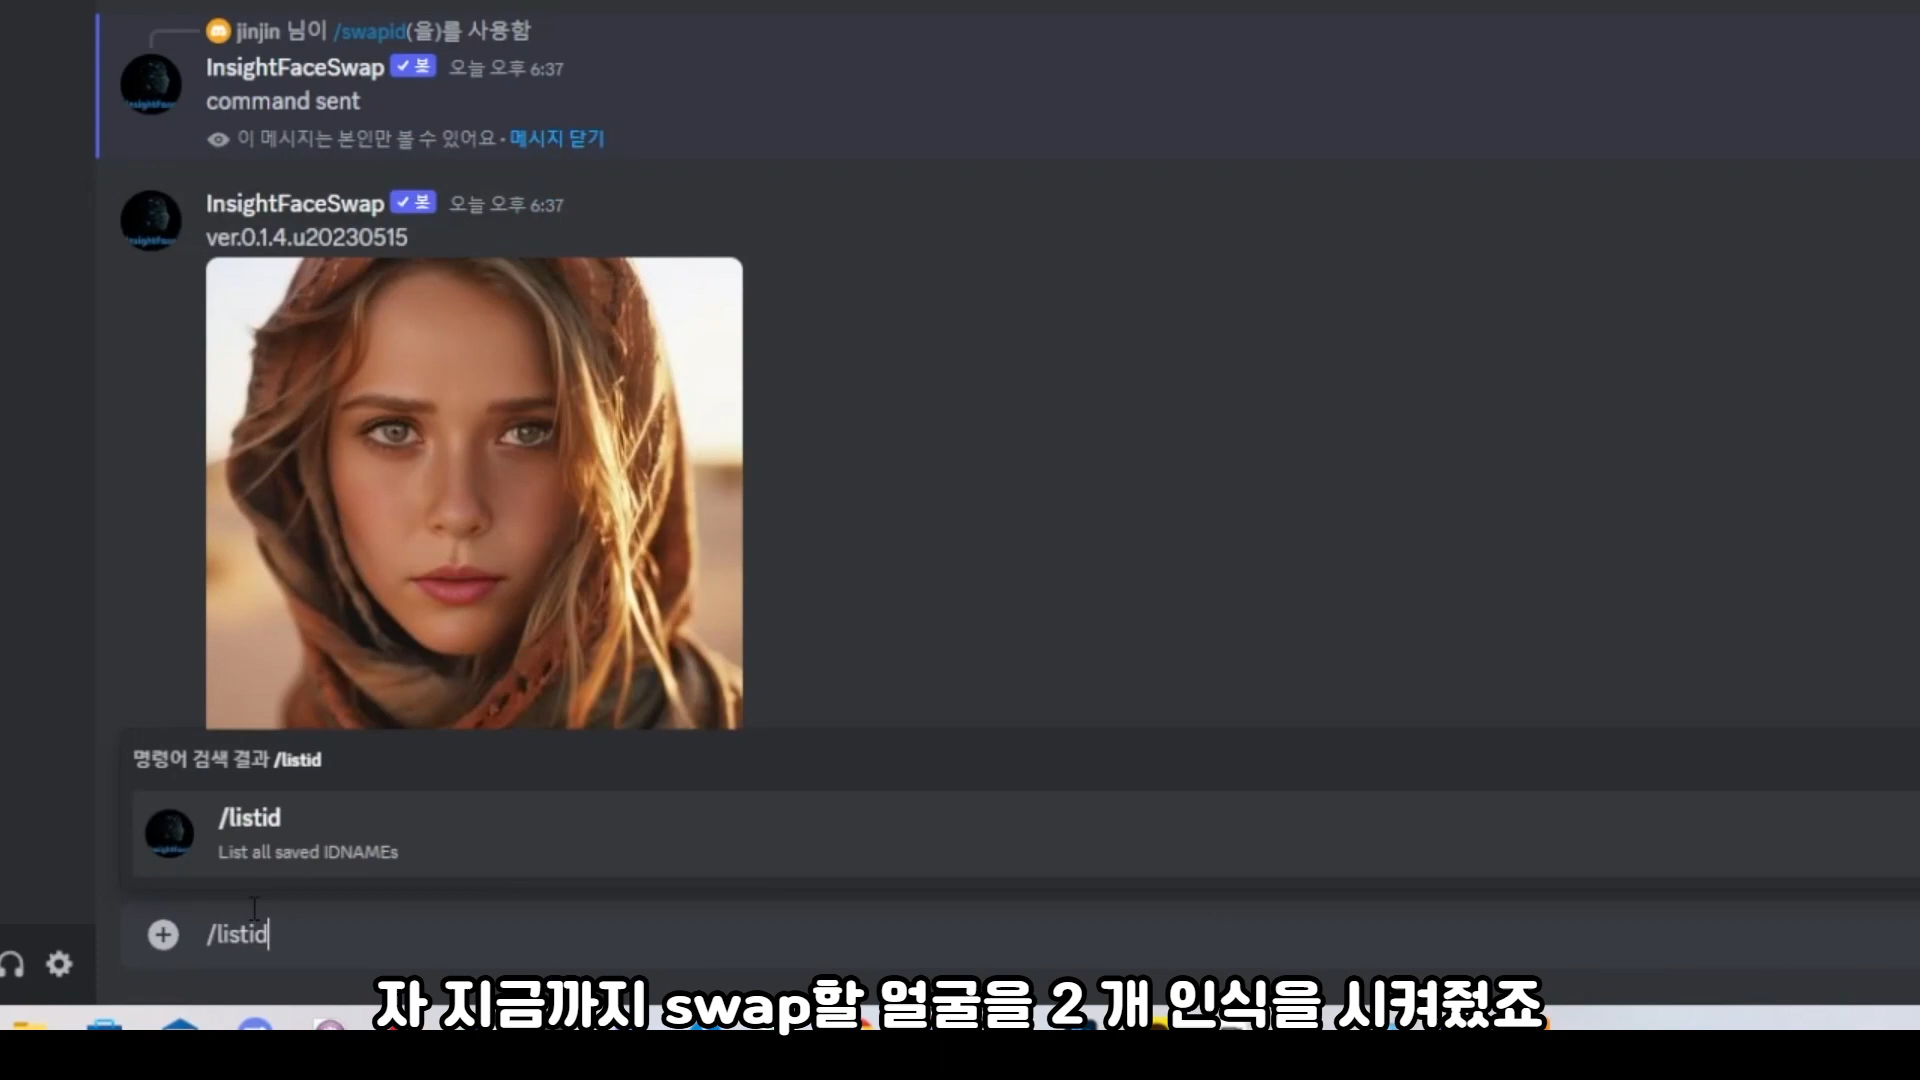 jinjin 님이 /swapid(을)를 사용함
InsightFaceSwap ✓ 봇 오늘 오후 6:37
command sent
이 메시지는 본인만 볼 수 있어요 • 메시지 닫기
InsightFaceSwap ✓ 봇 오늘 오후 6:37
ver.0.1.4.u20230515
명령어 검색 결과 /listid
/listid
List all saved IDNAMEs
/listid
자 지금까지 swap할 얼굴을 2 개 인식을 시켜줬죠